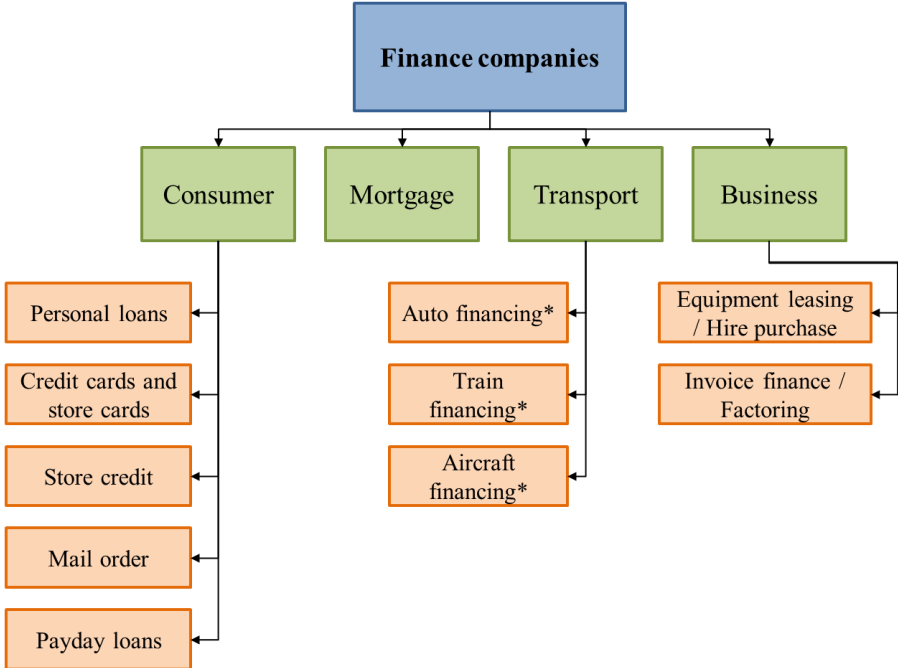 Finance companies
Consumer
Mortgage
Transport
Business
Personal loans
Credit cards and
store cards
Store credit
Mail order
Payday loans
Auto financing*
Train
financing*
Aircraft
financing*
Equipment leasing
/ Hire purchase
Invoice finance /
Factoring